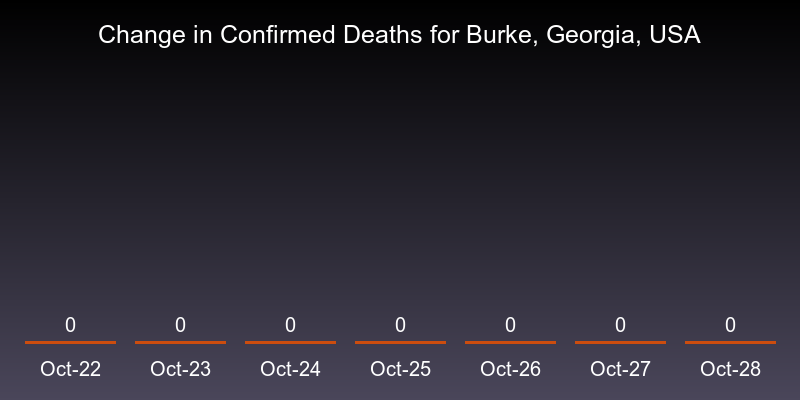 Change in Confirmed Deaths for Burke, Georgia, USA
0 0 0 0 0 0 0
Oct-22 Oct-23 Oct-24 Oct-25 Oct-26 Oct-27 Oct-28